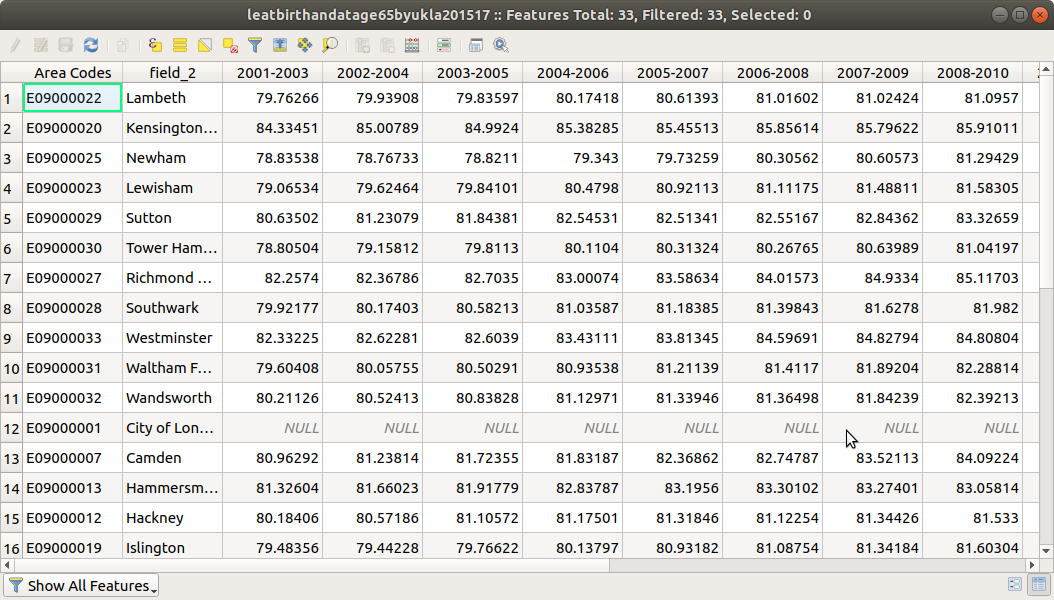 leatbirthandatage65byukla201517 :: Features Total: 33, Filtered: 33, Selected: 0
Area Codes field_2 2001-2003 2002-2004 2003-2005 2004-2006 2005-2007 2006-2008 2007-2009 2008-2010
1 E09000022 Lambeth 79.76266 79.93908 79.83597 80.17418 80.61393 81.01602 81.02424 81.0957
2 E09000020 Kensington... 84.33451 85.00789 84.9924 85.38285 85.45513 85.85614 85.79622 85.91011
3 E09000025 Newham 78.83538 78.76733 78.8211 79.343 79.73259 80.30562 80.60573 81.29429
4 E09000023 Lewisham 79.06534 79.62464 79.84101 80.4798 80.92113 81.11175 81.48811 81.58305
5 E09000029 Sutton 80.63502 81.23079 81.84381 82.54531 82.51341 82.55167 82.84362 83.32659
6 E09000030 Tower Ham... 78.80504 79.15812 79.8113 80.1104 80.31324 80.26765 80.63989 81.04197
7 E09000027 Richmond ... 82.2574 82.36786 82.7035 83.00074 83.58634 84.01573 84.9334 85.11703
8 E09000028 Southwark 79.92177 80.17403 80.58213 81.03587 81.18385 81.39843 81.6278 81.982
9 E09000033 Westminster 82.33225 82.62281 82.6039 83.43111 83.81345 84.59691 84.82794 84.80804
10 E09000031 Waltham F... 79.60408 80.05755 80.50291 80.93538 81.21139 81.4117 81.89204 82.28814
11 E09000032 Wandsworth 80.21126 80.52413 80.83828 81.12971 81.33946 81.36498 81.84239 82.39213
12 E09000001 City of Lon... NULL NULL NULL NULL NULL NULL NULL NULL
13 E09000007 Camden 80.96292 81.23814 81.72355 81.83187 82.36862 82.74787 83.52113 84.09224
14 E09000013 Hammersm... 81.32604 81.66023 81.91779 82.83787 83.1956 83.30102 83.27401 83.05814
15 E09000012 Hackney 80.18406 80.57186 81.10572 81.17501 81.31846 81.12254 81.34426 81.533
16 E09000019 Islington 79.48356 79.44228 79.76622 80.13797 80.93182 81.08754 81.34184 81.60304
Show All Features